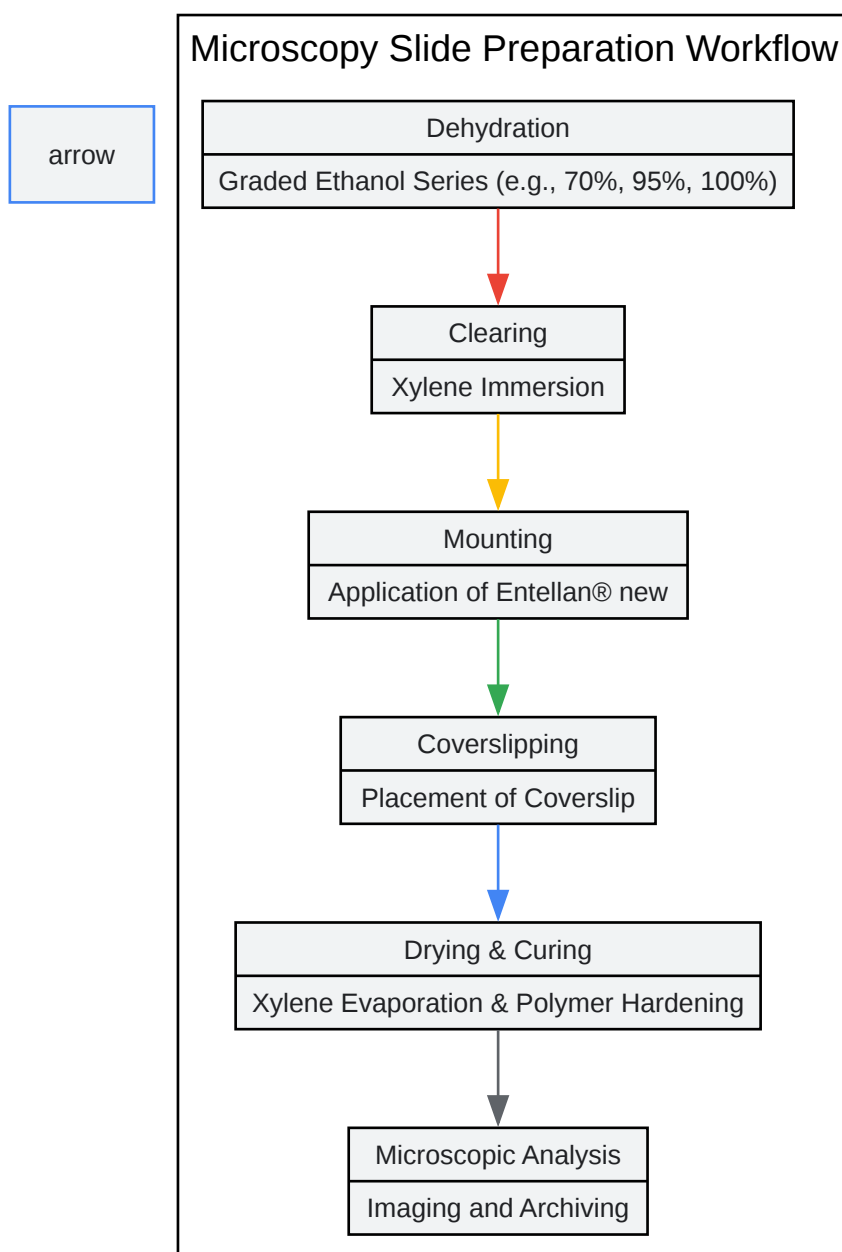 Microscopy Slide Preparation Workflow
arrow
Dehydration
Graded Ethanol Series (e.g., 70%, 95%, 100%)
Clearing
Xylene Immersion
Mounting
Application of Entellan® new
Coverslipping
Placement of Coverslip
Drying & Curing
Xylene Evaporation & Polymer Hardening
Microscopic Analysis
Imaging and Archiving